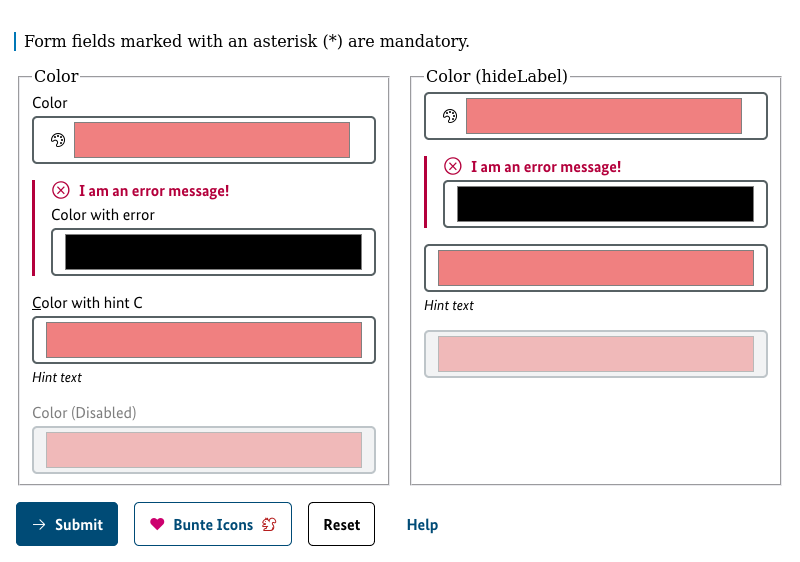 Form fields marked with an asterisk (*) are mandatory.
Color
Color
I am an error message!
Color with error
Color with hint C
Hint text
Color (Disabled)
Color (hideLabel)
I am an error message!
Hint text
Submit
Bunte Icons
Reset
Help